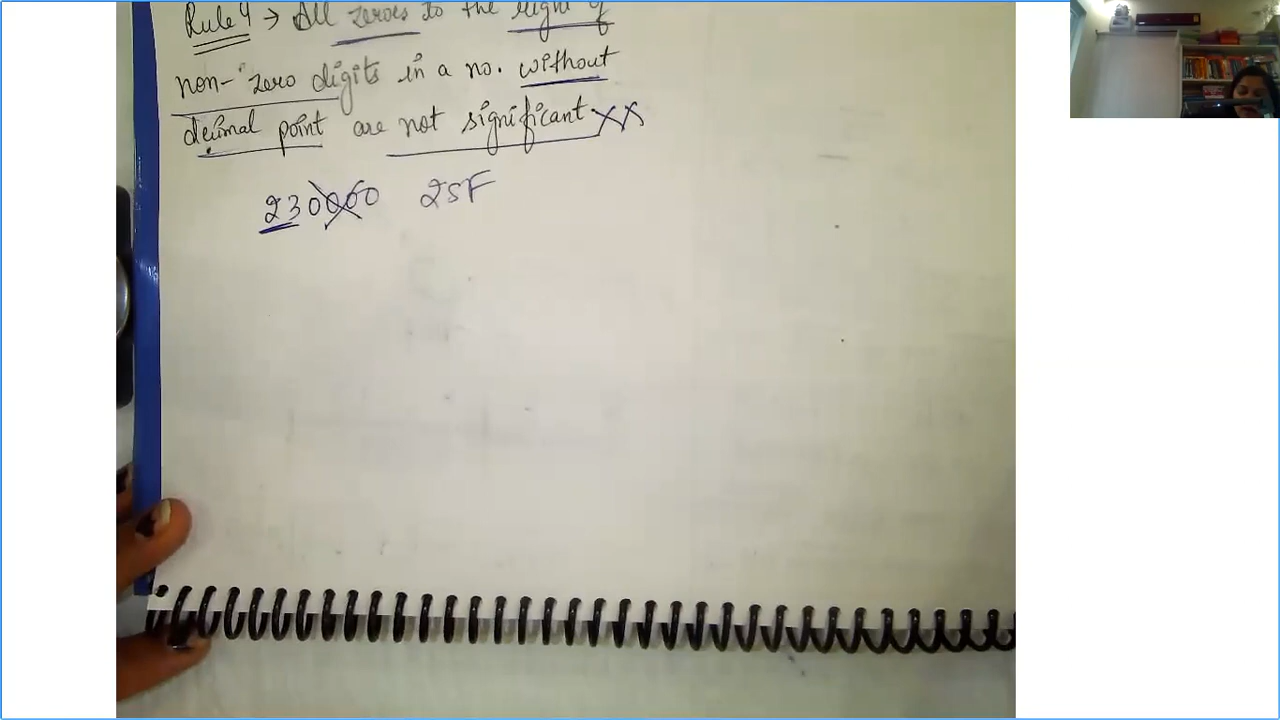 Rule 4 → All zeroes to the right of
non-zero digits in a no. without
decimal point are not significant XX
230000 2SF